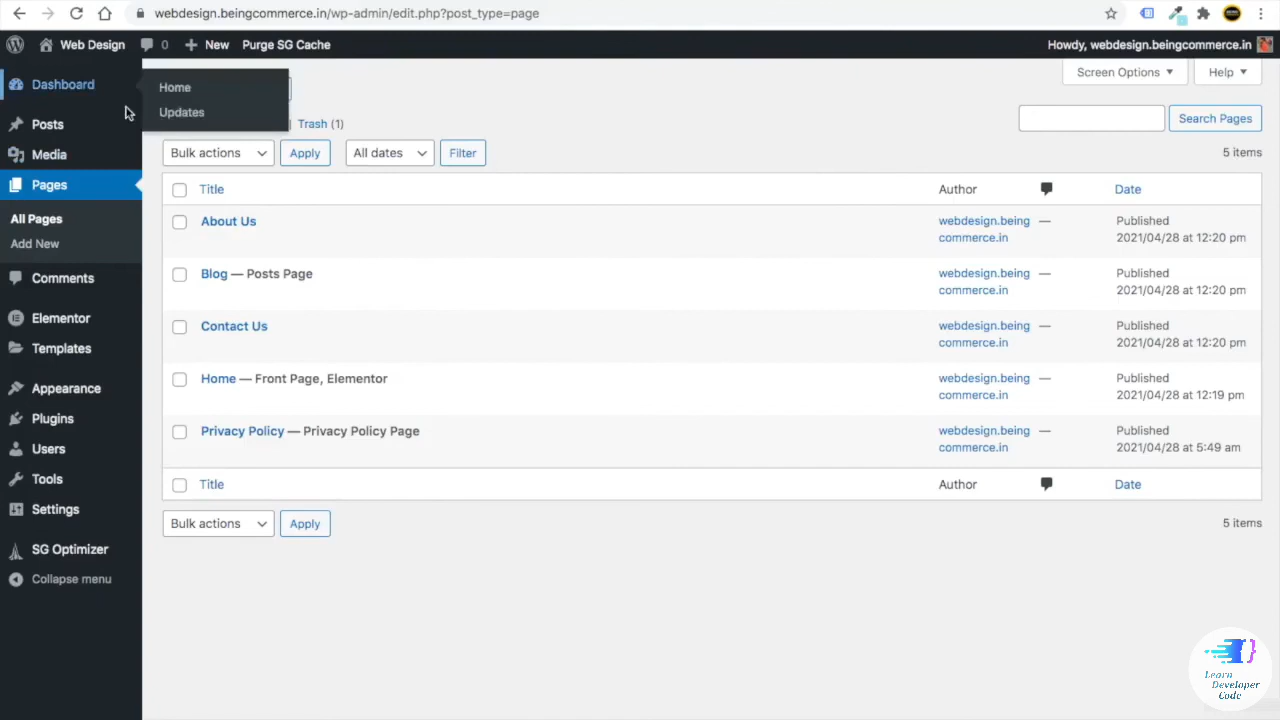 webdesign.beingcommerce.in/wp-admin/edit.php?post_type=page
Web Design
0
New
Purge SG Cache
Howdy, webdesign.beingcommerce.in
Dashboard
Home
Updates
Posts
Media
Pages
All Pages
Add New
Comments
Elementor
Templates
Appearance
Plugins
Users
Tools
Settings
SG Optimizer
Collapse menu
Screen Options
Help
| Trash (1)
Search Pages
Bulk actions
Apply
All dates
Filter
5 items
Title
Author
Date
About Us
webdesign.being
commerce.in
—
Published
2021/04/28 at 12:20 pm
Blog — Posts Page
webdesign.being
commerce.in
—
Published
2021/04/28 at 12:20 pm
Contact Us
webdesign.being
commerce.in
—
Published
2021/04/28 at 12:20 pm
Home — Front Page, Elementor
webdesign.being
commerce.in
—
Published
2021/04/28 at 12:19 pm
Privacy Policy — Privacy Policy Page
webdesign.being
commerce.in
—
Published
2021/04/28 at 5:49 am
Title
Author
Date
Bulk actions
Apply
5 items
Learn
Developer
Code